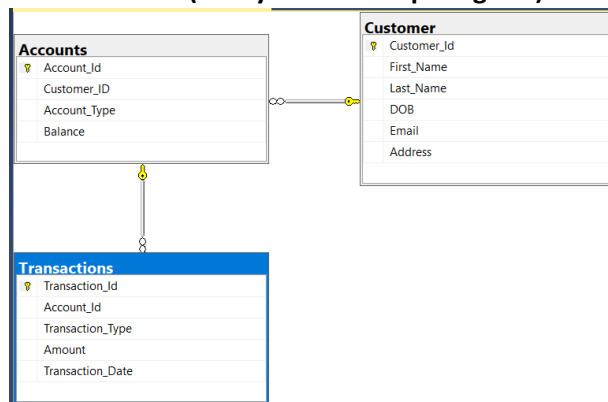 Customer
Customer_Id
First_Name
Last_Name
DOB
Email
Address
Accounts
Account_Id
Customer_ID
Account_Type
Balance
Transactions
Transaction_Id
Account_Id
Transaction_Type
Amount
Transaction_Date